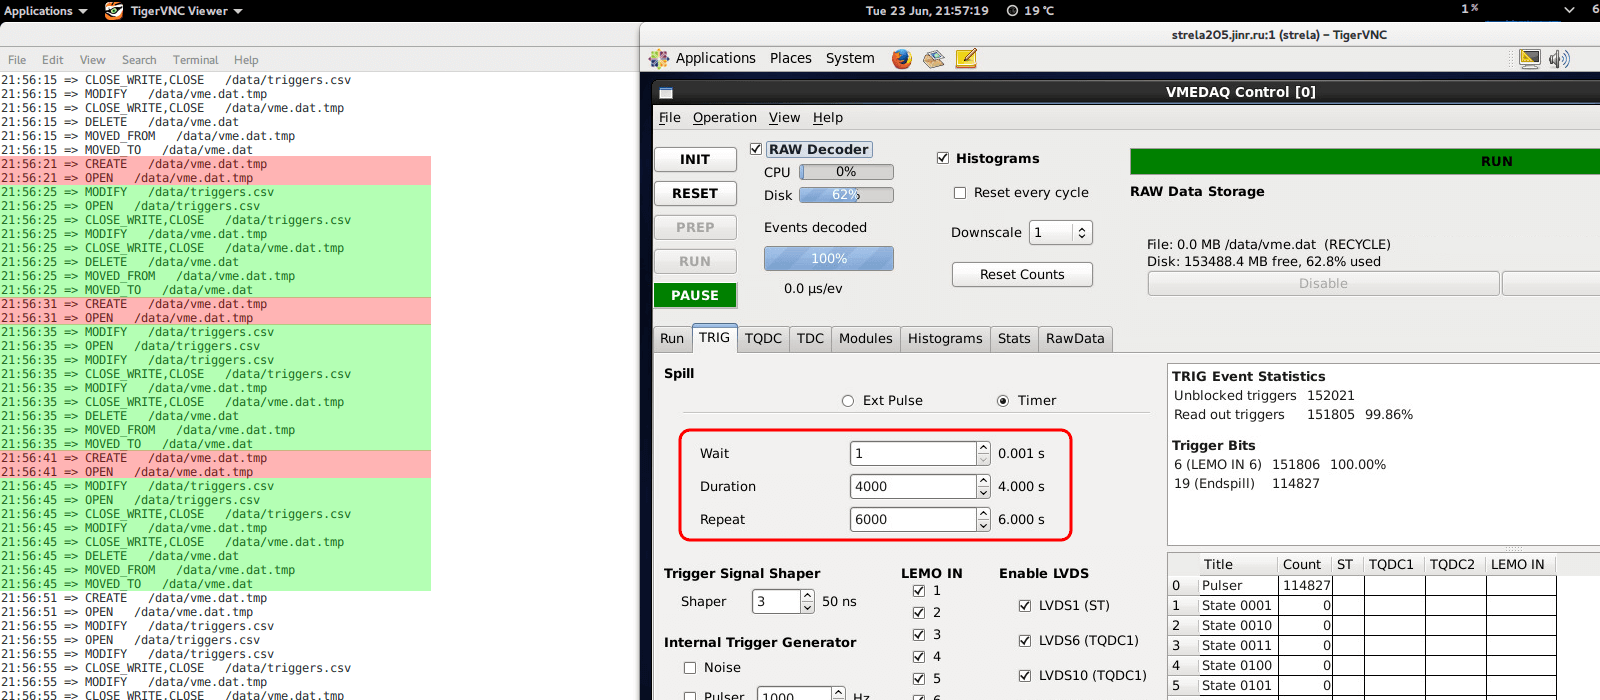 Applications
TigerVNC Viewer
Tue 23 Jun, 21:57:19
19 °C
1 %
6
File Edit View Search Terminal Help
21:56:15 => CLOSE_WRITE,CLOSE /data/triggers.csv
21:56:15 => MODIFY /data/vme.dat.tmp
21:56:15 => CLOSE_WRITE,CLOSE /data/vme.dat.tmp
21:56:15 => DELETE /data/vme.dat
21:56:15 => MOVED_FROM /data/vme.dat.tmp
21:56:15 => MOVED_TO /data/vme.dat
21:56:21 => CREATE /data/vme.dat.tmp
21:56:21 => OPEN /data/vme.dat.tmp
21:56:25 => MODIFY /data/triggers.csv
21:56:25 => OPEN /data/triggers.csv
21:56:25 => CLOSE_WRITE,CLOSE /data/triggers.csv
21:56:25 => MODIFY /data/vme.dat.tmp
21:56:25 => CLOSE_WRITE,CLOSE /data/vme.dat.tmp
21:56:25 => DELETE /data/vme.dat
21:56:25 => MOVED_FROM /data/vme.dat.tmp
21:56:25 => MOVED_TO /data/vme.dat
21:56:31 => CREATE /data/vme.dat.tmp
21:56:31 => OPEN /data/vme.dat.tmp
21:56:35 => MODIFY /data/triggers.csv
21:56:35 => OPEN /data/triggers.csv
21:56:35 => MODIFY /data/triggers.csv
21:56:35 => CLOSE_WRITE,CLOSE /data/triggers.csv
21:56:35 => MODIFY /data/vme.dat.tmp
21:56:35 => CLOSE_WRITE,CLOSE /data/vme.dat.tmp
21:56:35 => DELETE /data/vme.dat
21:56:35 => MOVED_FROM /data/vme.dat.tmp
21:56:35 => MOVED_TO /data/vme.dat
21:56:41 => CREATE /data/vme.dat.tmp
21:56:41 => OPEN /data/vme.dat.tmp
21:56:45 => MODIFY /data/triggers.csv
21:56:45 => OPEN /data/triggers.csv
21:56:45 => CLOSE_WRITE,CLOSE /data/triggers.csv
21:56:45 => MODIFY /data/vme.dat.tmp
21:56:45 => CLOSE_WRITE,CLOSE /data/vme.dat.tmp
21:56:45 => DELETE /data/vme.dat
21:56:45 => MOVED_FROM /data/vme.dat.tmp
21:56:45 => MOVED_TO /data/vme.dat
21:56:51 => CREATE /data/vme.dat.tmp
21:56:51 => OPEN /data/vme.dat.tmp
21:56:55 => MODIFY /data/triggers.csv
21:56:55 => OPEN /data/triggers.csv
21:56:55 => MODIFY /data/triggers.csv
21:56:55 => CLOSE_WRITE,CLOSE /data/triggers.csv
21:56:55 => MODIFY /data/vme.dat.tmp
21:56:55 => CLOSE_WRITE,CLOSE /data/vme.dat.tmp
strela205.jinr.ru:1 (strela) – TigerVNC
Applications Places System
VMEDAQ Control [0]
File Operation View Help
INIT
RESET
PREP
RUN
PAUSE
RAW Decoder
CPU 0%
Disk 62%
Events decoded
100%
0.0 µs/ev
Histograms
Reset every cycle
Downscale 1
Reset Counts
RUN
RAW Data Storage
File: 0.0 MB /data/vme.dat (RECYCLE)
Disk: 153488.4 MB free, 62.8% used
Disable
Run TRIG TQDC TDC Modules Histograms Stats RawData
Spill
Ext Pulse Timer
Wait 1 0.001 s
Duration 4000 4.000 s
Repeat 6000 6.000 s
Trigger Signal Shaper
Shaper 3 50 ns
Internal Trigger Generator
Noise
Pulser 1000 Hz
LEMO IN
1
2
3
4
5
6
Enable LVDS
LVDS1 (ST)
LVDS6 (TQDC1)
LVDS10 (TQDC1)
TRIG Event Statistics
Unblocked triggers 152021
Read out triggers 151805 99.86%
Trigger Bits
6 (LEMO IN 6) 151806 100.00%
19 (Endspill) 114827
Title Count ST TQDC1 TQDC2 LEMO IN
0 Pulser 114827
1 State 0001 0
2 State 0010 0
3 State 0011 0
4 State 0100 0
5 State 0101 0